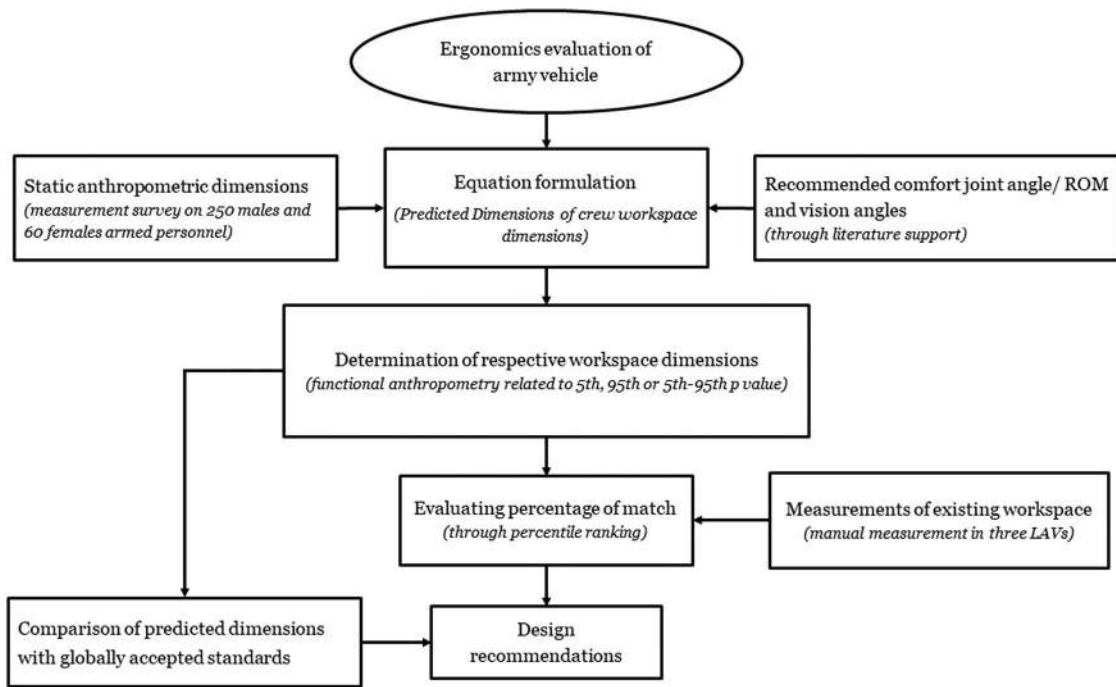 Ergonomics evaluation of
army vehicle
Static anthropometric dimensions
(measurement survey on 250 males and
60 females armed personnel)
Equation formulation
(Predicted Dimensions of crew workspace
dimensions)
Recommended comfort joint angle/ ROM
and vision angles
(through literature support)
Determination of respective workspace dimensions
(functional anthropometry related to 5th, 95th or 5th-95th p value)
Evaluating percentage of match
(through percentile ranking)
Measurements of existing workspace
(manual measurement in three LAVs)
Comparison of predicted dimensions
with globally accepted standards
Design
recommendations